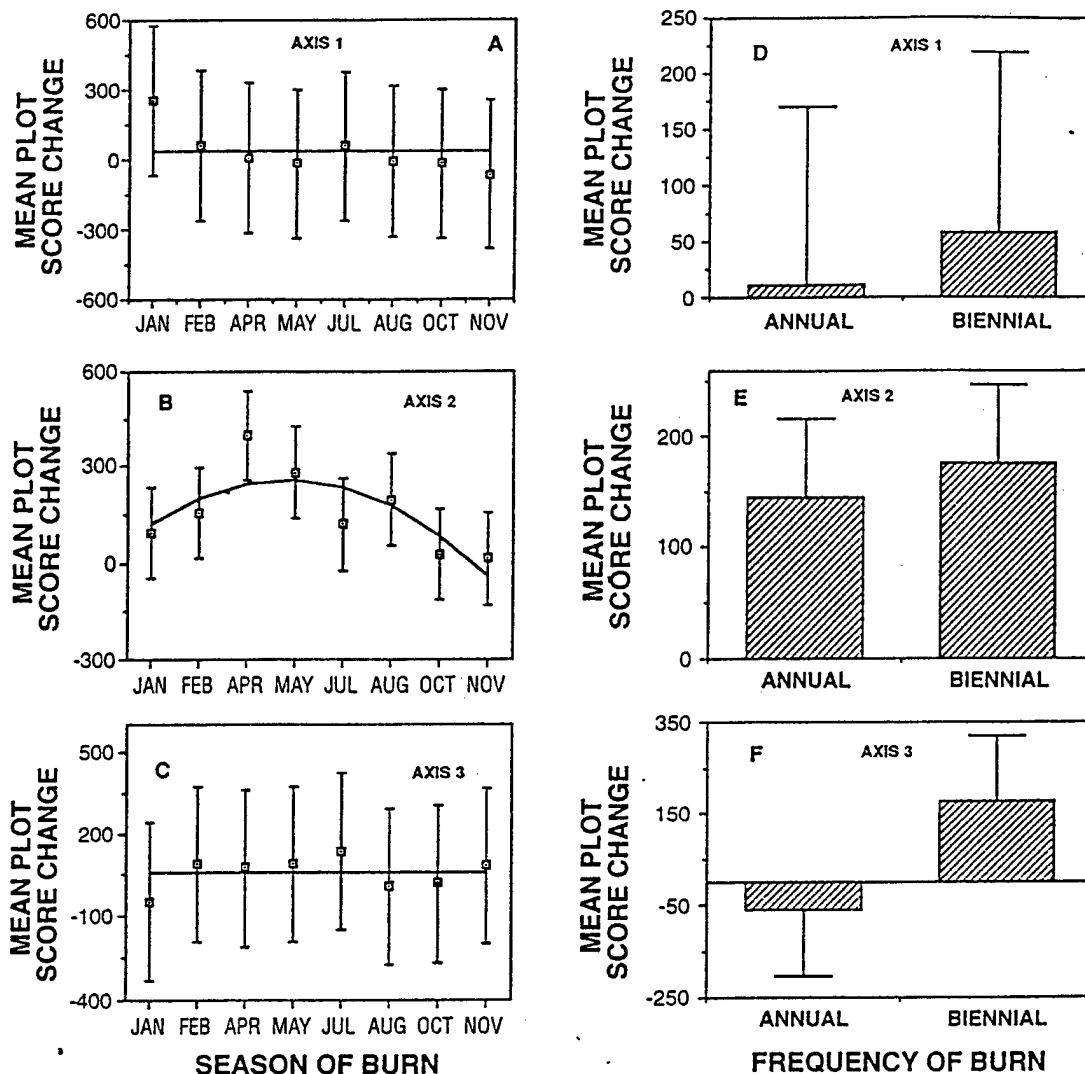 AXIS 1
A
MEAN PLOT
SCORE CHANGE
600
300
0
-300
-600
JAN FEB APR MAY JUL AUG OCT NOV
D
AXIS 1
MEAN PLOT
SCORE CHANGE
250
200
150
100
50
0
ANNUAL
BIENNIAL
B
AXIS 2
MEAN PLOT
SCORE CHANGE
600
300
0
-300
JAN FEB APR MAY JUL AUG OCT NOV
E
AXIS 2
MEAN PLOT
SCORE CHANGE
200
100
0
ANNUAL
BIENNIAL
C
AXIS 3
MEAN PLOT
SCORE CHANGE
500
200
-100
-400
JAN FEB APR MAY JUL AUG OCT NOV
SEASON OF BURN
F
AXIS 3
MEAN PLOT
SCORE CHANGE
350
150
-50
-250
ANNUAL
BIENNIAL
FREQUENCY OF BURN